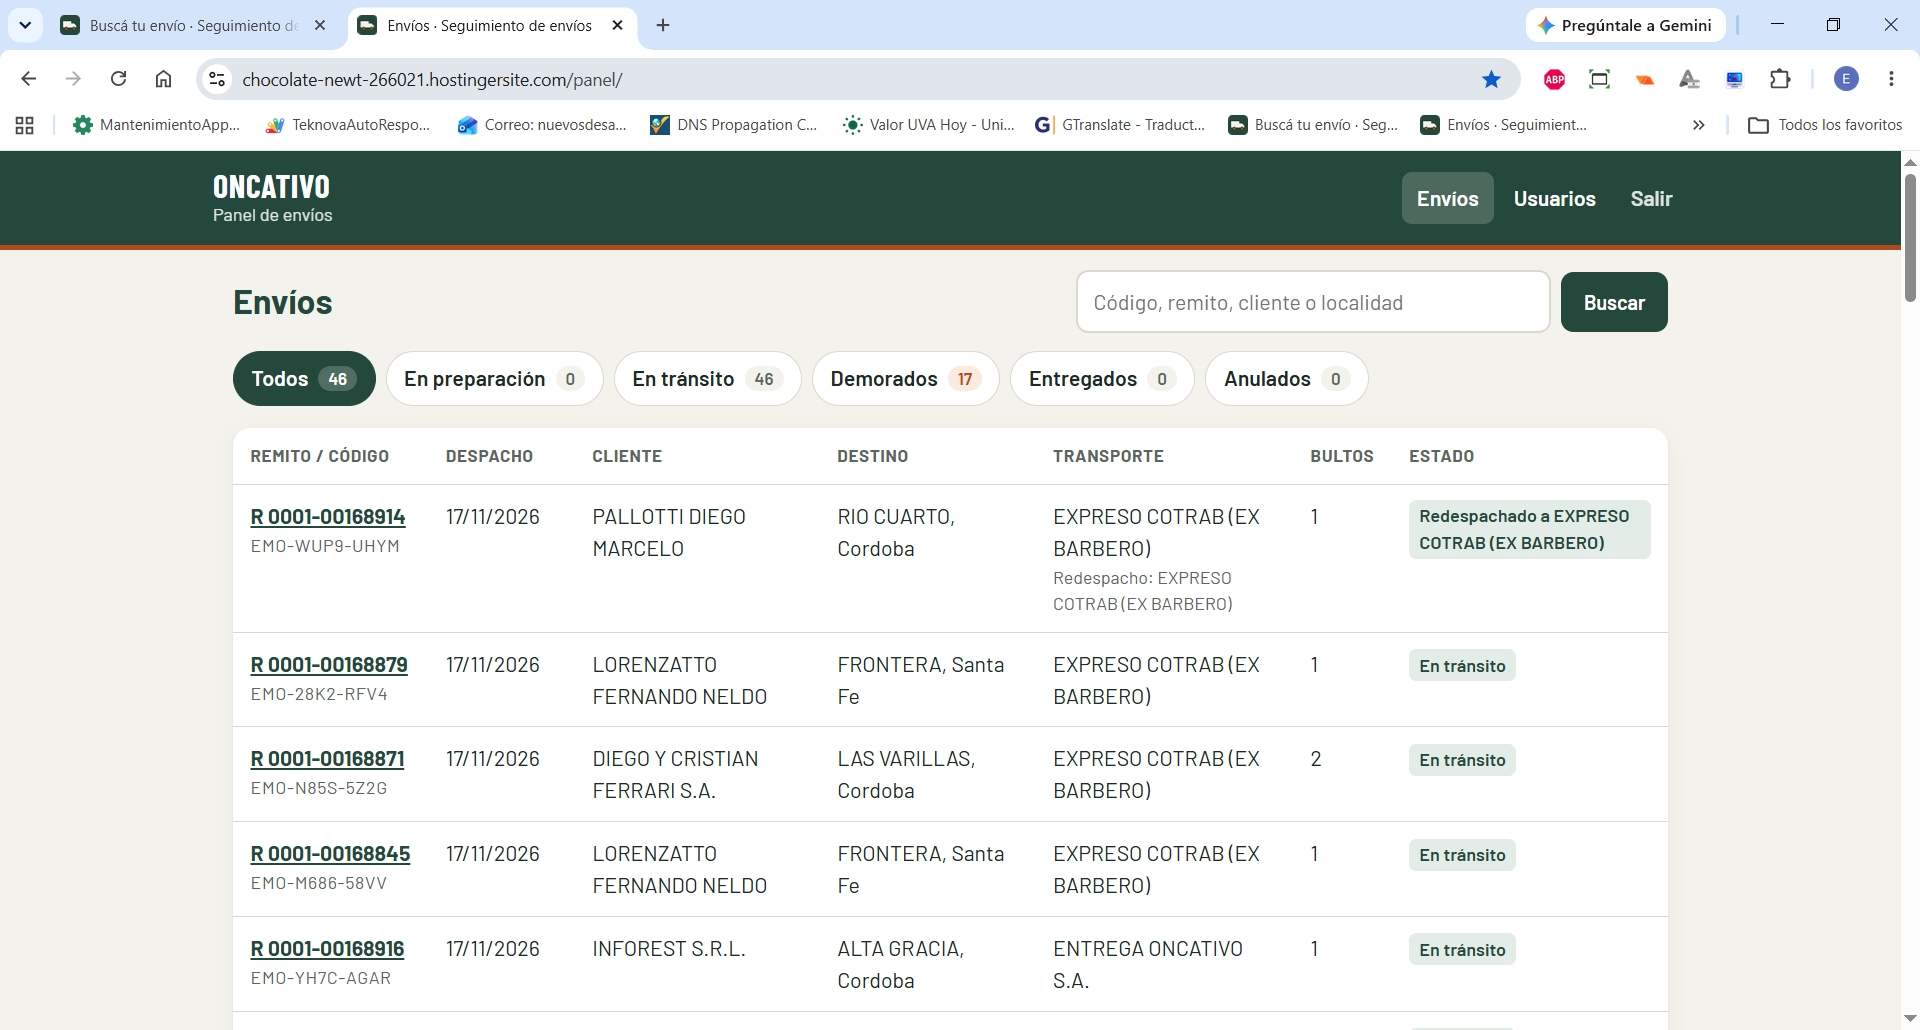 Buscá tu envío · Seguimiento de
Envíos · Seguimiento de envíos
Pregúntale a Gemini
chocolate-newt-266021.hostingersite.com/panel/
ABP
E
MantenimientoApp...
TeknovaAutoRespo...
Correo: nuevosdesa...
DNS Propagation C...
Valor UVA Hoy - Uni...
GTranslate - Traduct...
Buscá tu envío · Seg...
Envíos · Seguimient...
Todos los favoritos
ONCATIVO
Panel de envíos
Envíos
Usuarios
Salir
Envíos
Código, remito, cliente o localidad
Buscar
Todos 46
En preparación 0
En tránsito 46
Demorados 17
Entregados 0
Anulados 0
REMITO / CÓDIGO DESPACHO CLIENTE DESTINO TRANSPORTE BULTOS ESTADO
R 0001-00168914 17/11/2026 PALLOTTI DIEGO RIO CUARTO, EXPRESO COTRAB (EX 1 Redespachado a EXPRESO
EMO-WUP9-UHYM MARCELO Cordoba BARBERO) COTRAB (EX BARBERO)
Redespacho: EXPRESO
COTRAB (EX BARBERO)
R 0001-00168879 17/11/2026 LORENZATTO FRONTERA, Santa EXPRESO COTRAB (EX 1 En tránsito
EMO-28K2-RFV4 FERNANDO NELDO Fe BARBERO)
R 0001-00168871 17/11/2026 DIEGO Y CRISTIAN LAS VARILLAS, EXPRESO COTRAB (EX 2 En tránsito
EMO-N85S-5Z2G FERRARI S.A. Cordoba BARBERO)
R 0001-00168845 17/11/2026 LORENZATTO FRONTERA, Santa EXPRESO COTRAB (EX 1 En tránsito
EMO-M686-58VV FERNANDO NELDO Fe BARBERO)
R 0001-00168916 17/11/2026 INFOREST S.R.L. ALTA GRACIA, ENTREGA ONCATIVO 1 En tránsito
EMO-YH7C-AGAR Cordoba S.A.